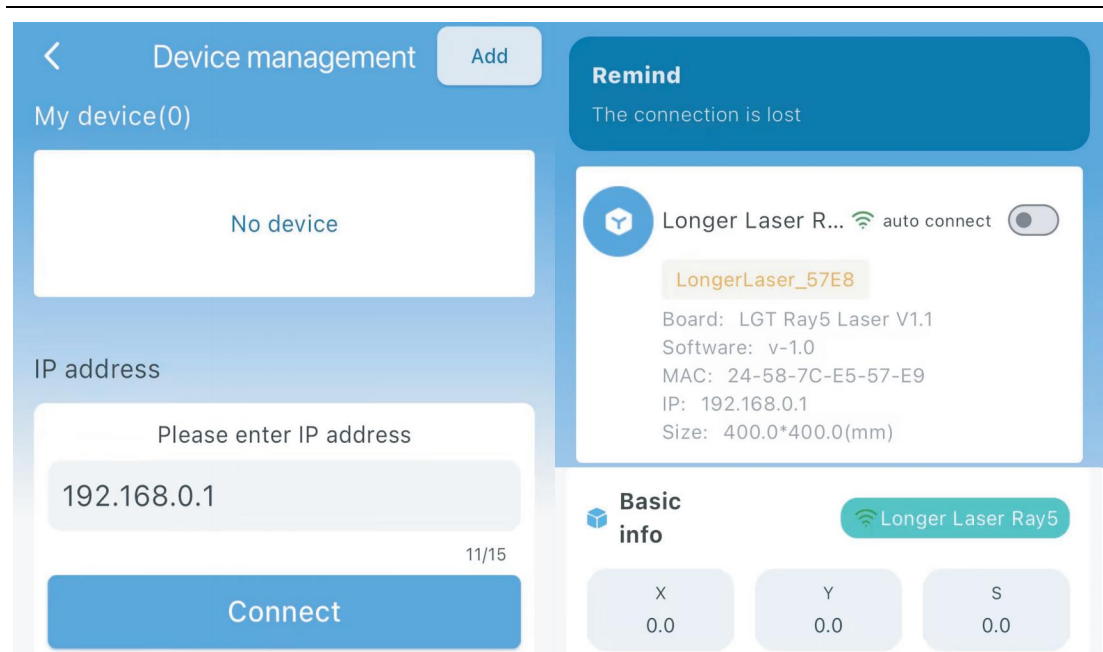 Device management
Add
My device(0)
No device
IP address
Please enter IP address
192.168.0.1
11/15
Connect
Remind
The connection is lost
Longer Laser R... auto connect
LongerLaser_57E8
Board: LGT Ray5 Laser V1.1
Software: v-1.0
MAC: 24-58-7C-E5-57-E9
IP: 192.168.0.1
Size: 400.0*400.0(mm)
Basic
info
Longer Laser Ray5
X Y S
0.0 0.0 0.0